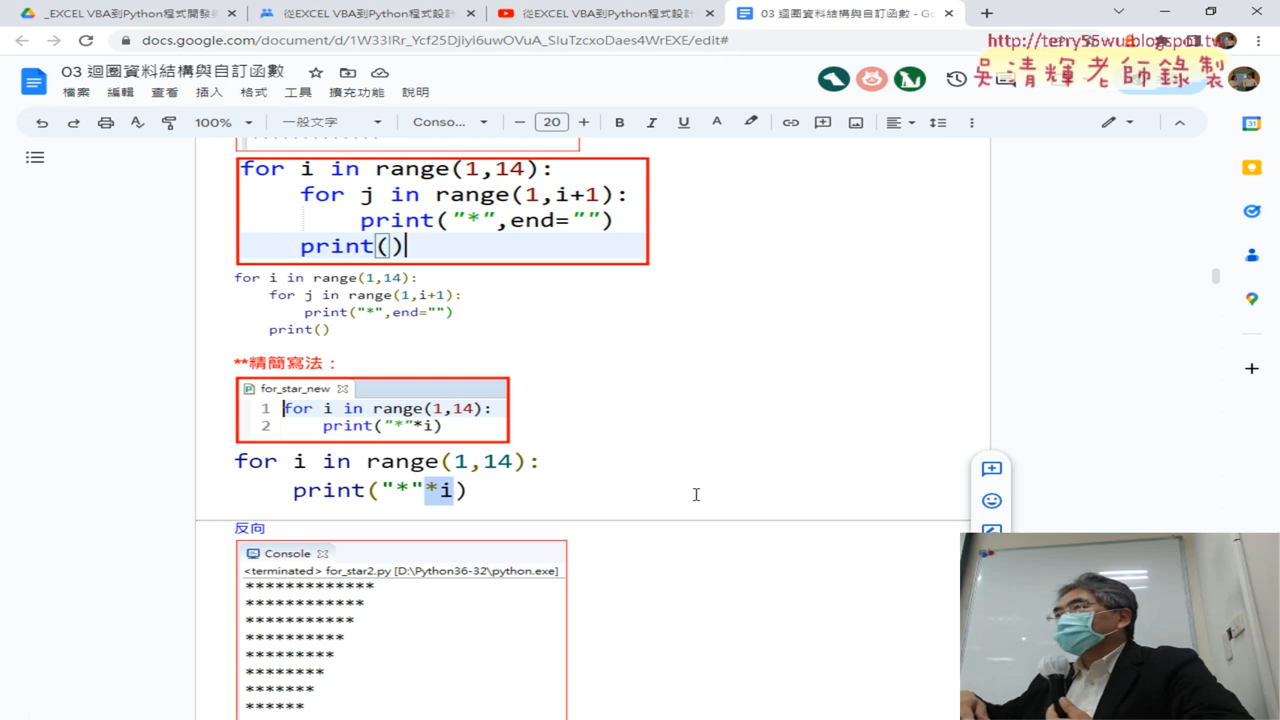 _EXCEL VBA到Python程式開發
從EXCEL VBA到Python程式設計
從EXCEL VBA到Python程式設計
03 迴圈資料結構與自訂函數 - Go
docs.google.com/document/d/1W33IRr_Ycf25Djiyi6uwOVuA_SIuTzcxoDaes4WrEXE/edit#
http://terry55wu.blogspot.tw
吳清輝老師錄製
03 迴圈資料結構與自訂函數
檔案 編輯 查看 插入 格式 工具 擴充功能 說明
100% 一般文字 Conso... 20 B I U A
for i in range(1,14):
for j in range(1,i+1):
print("*",end="")
print()
for i in range(1,14):
for j in range(1,i+1):
print("*",end="")
print()
**精簡寫法：
for_star_new
1 for i in range(1,14):
2 print("*"*i)
for i in range(1,14):
print("*"*i)
反向
Console
<terminated> for_star2.py [D:\Python36-32\python.exe]
*************
************
***********
**********
*********
********
*******
******